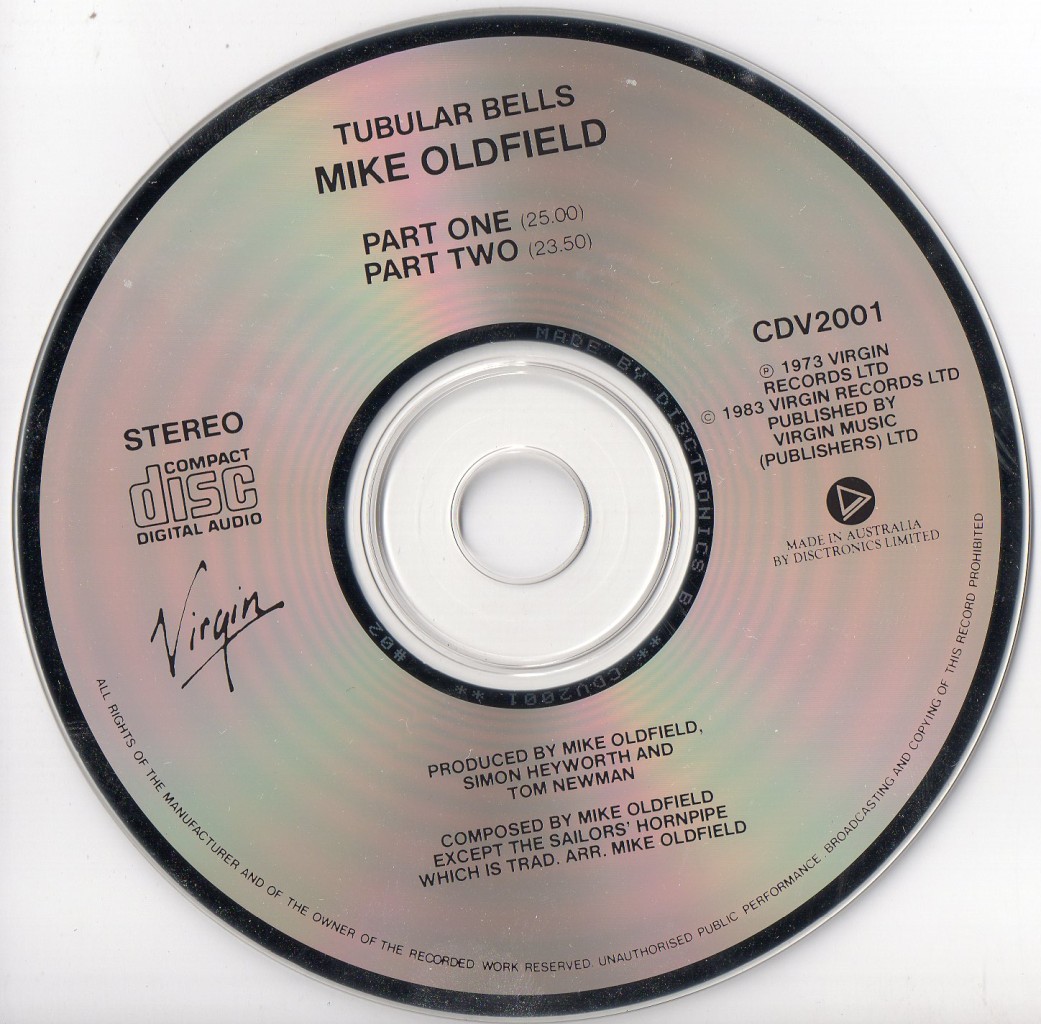 TUBULAR BELLS
MIKE OLDFIELD
PART ONE (25.00)
PART TWO (23.50)
CDV2001
℗ 1973 VIRGIN
RECORDS LTD
© 1983 VIRGIN RECORDS LTD
PUBLISHED BY
VIRGIN MUSIC
(PUBLISHERS) LTD
MADE IN AUSTRALIA
BY DISCTRONICS LIMITED
STEREO
COMPACT
disc
DIGITAL AUDIO
Virgin
MADE BY DISCTRONICS B /** CDV2001 ** #02
PRODUCED BY MIKE OLDFIELD,
SIMON HEYWORTH AND
TOM NEWMAN
COMPOSED BY MIKE OLDFIELD
EXCEPT THE SAILORS' HORNPIPE
WHICH IS TRAD. ARR. MIKE OLDFIELD
ALL RIGHTS OF THE MANUFACTURER AND OF THE OWNER OF THE RECORDED WORK RESERVED. UNAUTHORISED PUBLIC PERFORMANCE. BROADCASTING AND COPYING OF THIS RECORD PROHIBITED